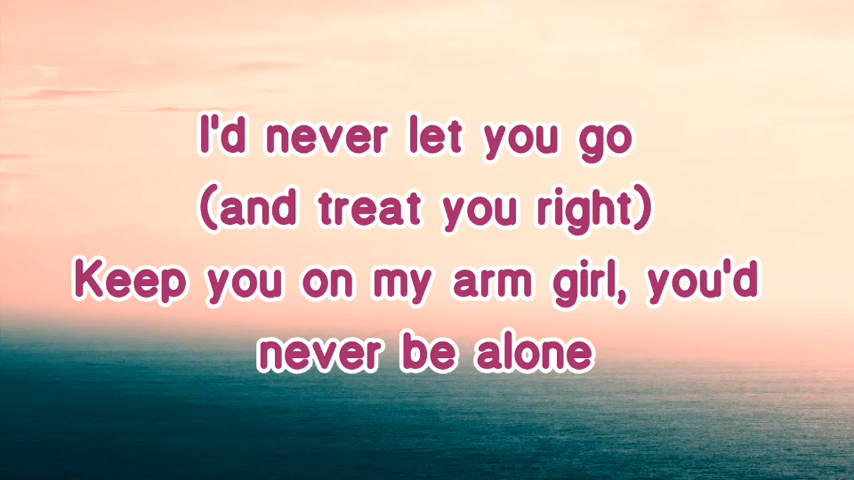 I'd never let you go
(and treat you right)
Keep you on my arm girl, you'd
never be alone